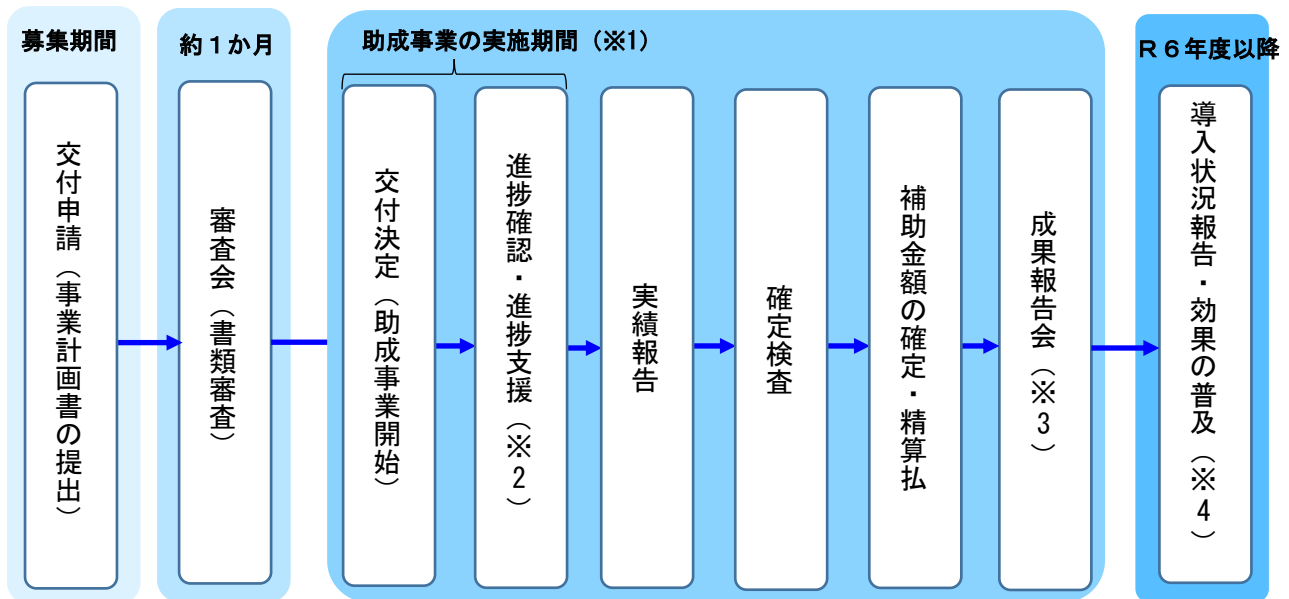 募集期間
約1か月
助成事業の実施期間（※1）
R６年度以降
交付申請（事業計画書の提出）
審査会（書類審査）
交付決定（助成事業開始）
進捗確認・進捗支援（※2）
実績報告
確定検査
補助金額の確定・精算払
成果報告会（※3）
導入状況報告・効果の普及（※4）